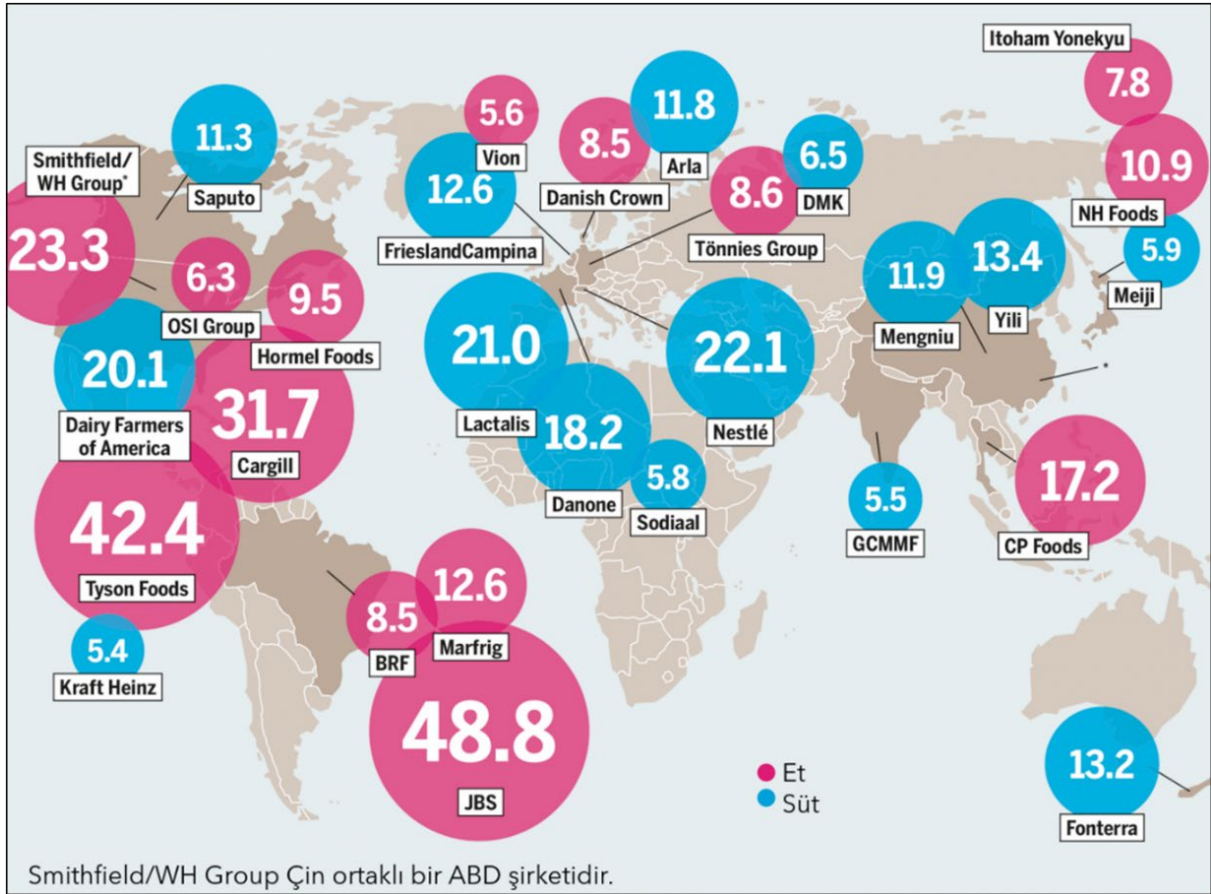 Itoham Yonekyu
7.8
10.9
NH Foods
5.9
Meiji
11.3
Saputo
Smithfield/
WH Group*
23.3
6.3
OSI Group
9.5
Hormel Foods
20.1
Dairy Farmers
of America
31.7
Cargill
42.4
Tyson Foods
5.4
Kraft Heinz
5.6
Vion
12.6
FrieslandCampina
8.5
Danish Crown
11.8
Arla
8.6
Tönnies Group
6.5
DMK
21.0
Lactalis
18.2
Danone
22.1
Nestlé
5.8
Sodiaal
11.9
Mengniu
13.4
Yili
*
5.5
GCMMF
17.2
CP Foods
8.5
BRF
12.6
Marfrig
48.8
JBS
Et
Süt
13.2
Fonterra
Smithfield/WH Group Çin ortaklı bir ABD şirketidir.